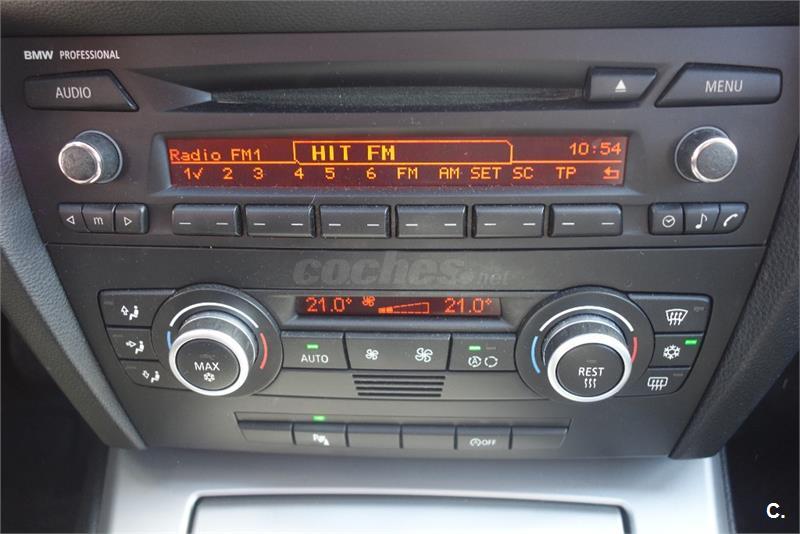 BMW PROFESSIONAL
AUDIO
MENU
Radio FM1 HIT FM 10:54
1✓ 2 3 4 5 6 FM AM SET SC TP
m
coches.net
21.0° 21.0°
MAX
AUTO
A
REST
OFF
C.